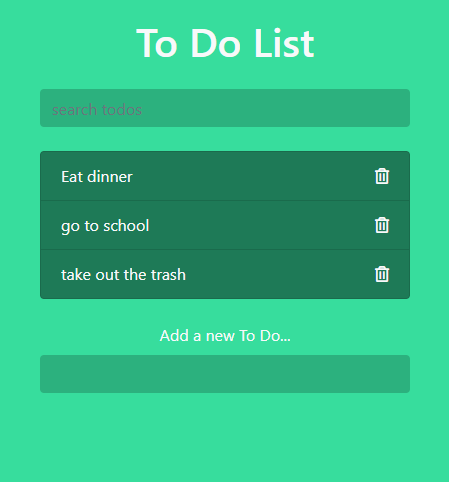 To Do List
search todos
Eat dinner
go to school
take out the trash
Add a new To Do...